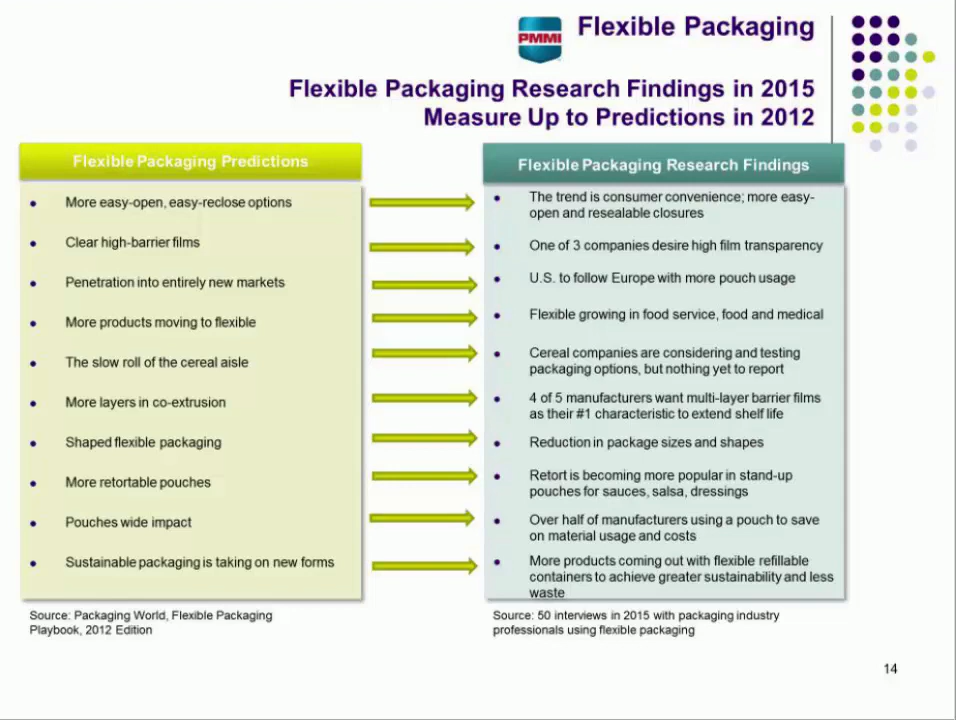 Flexible Packaging
PMMI
Flexible Packaging Research Findings in 2015
Measure Up to Predictions in 2012
Flexible Packaging Predictions
More easy-open, easy-reclose options
Clear high-barrier films
Penetration into entirely new markets
More products moving to flexible
The slow roll of the cereal aisle
More layers in co-extrusion
Shaped flexible packaging
More retortable pouches
Pouches wide impact
Sustainable packaging is taking on new forms
Source: Packaging World, Flexible Packaging
Playbook, 2012 Edition
Flexible Packaging Research Findings
The trend is consumer convenience; more easy-
open and resealable closures
One of 3 companies desire high film transparency
U.S. to follow Europe with more pouch usage
Flexible growing in food service, food and medical
Cereal companies are considering and testing
packaging options, but nothing yet to report
4 of 5 manufacturers want multi-layer barrier films
as their #1 characteristic to extend shelf life
Reduction in package sizes and shapes
Retort is becoming more popular in stand-up
pouches for sauces, salsa, dressings
Over half of manufacturers using a pouch to save
on material usage and costs
More products coming out with flexible refillable
containers to achieve greater sustainability and less
waste
Source: 50 interviews in 2015 with packaging industry
professionals using flexible packaging
14